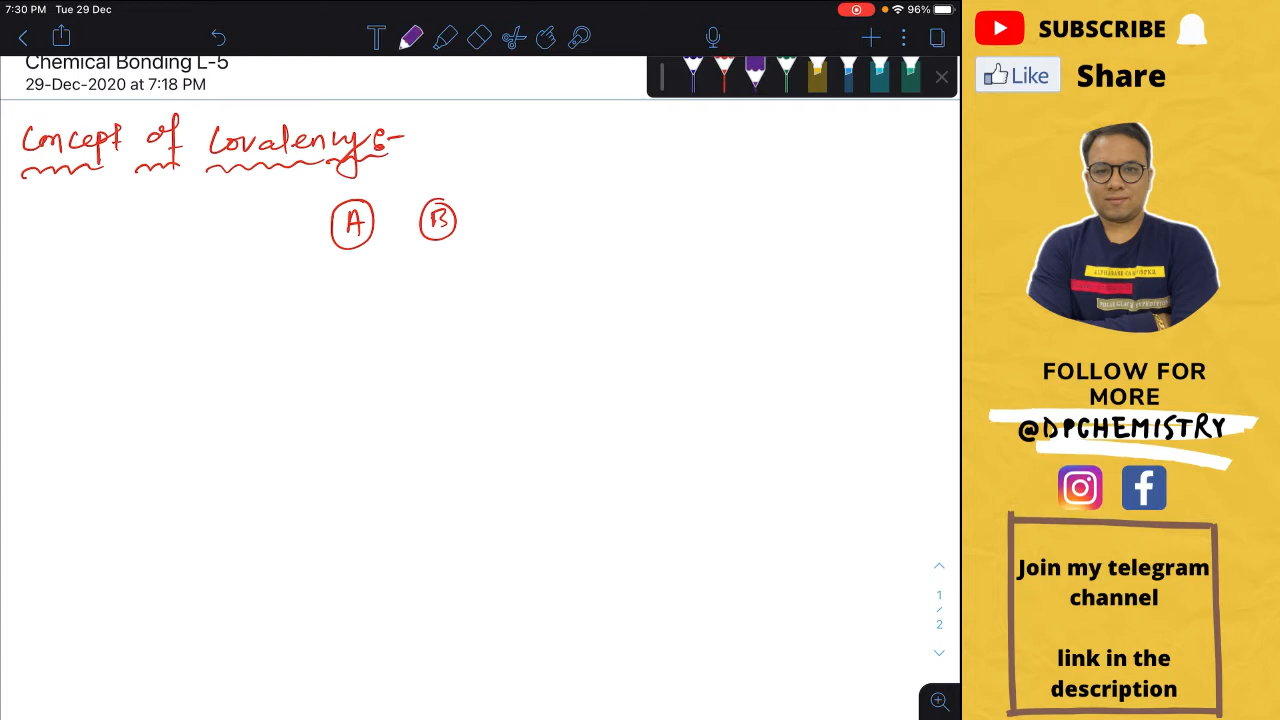 7:30 PM Tue 29 Dec
96%
Chemical Bonding L-5
29-Dec-2020 at 7:18 PM
Concept of Covalency:-
A B
1
2
SUBSCRIBE
Like Share
FOLLOW FOR
MORE
@DPCHEMISTRY
Join my telegram
channel
link in the
description